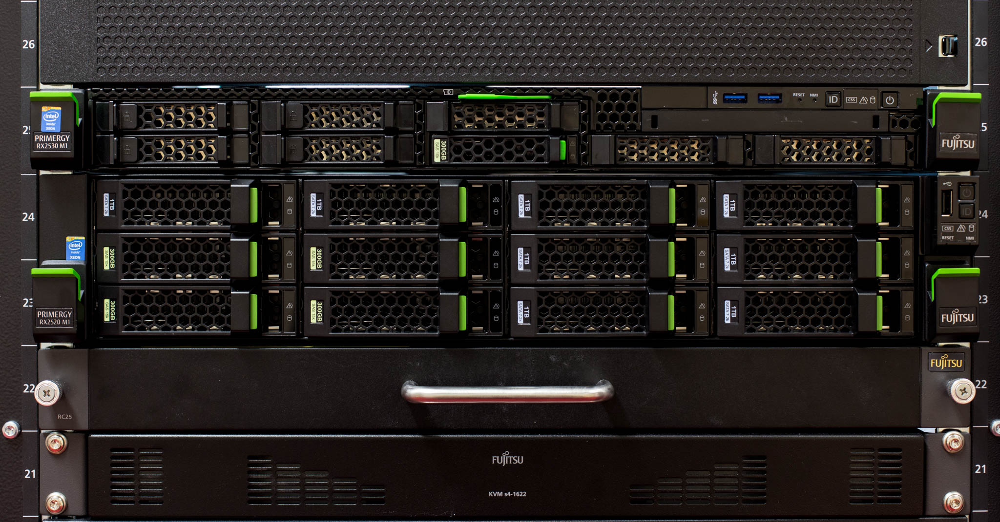 26
26
ID
SS
RESET
NMI
ID
CSS
intel
inside
XEON
PRIMERGY
RX2530 M1
25
5
FUJITSU
300GB
SAS 10k
1TB
SATA 7.2k
1TB
SATA 7.2k
1TB
SATA 7.2k
1TB
SATA 7.2k
24
24
ID
CSS
RESET
NMI
intel
inside
XEON
300GB
SAS 15k
300GB
SAS 15k
1TB
SATA 7.2k
1TB
SATA 7.2k
23
23
PRIMERGY
RX2520 M1
300GB
SAS 15k
300GB
SAS 15k
1TB
SATA 7.2k
1TB
SATA 7.2k
FUJITSU
FUJITSU
22
22
RC25
FUJITSU
21
21
KVM s4-1622